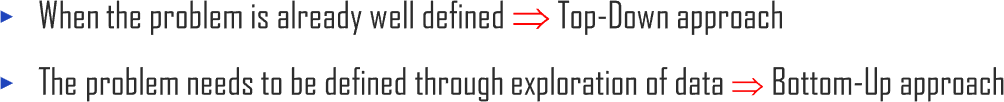 ▸ When the problem is already well defined ⇒ Top-Down approach
▸ The problem needs to be defined through exploration of data ⇒ Bottom-Up approach